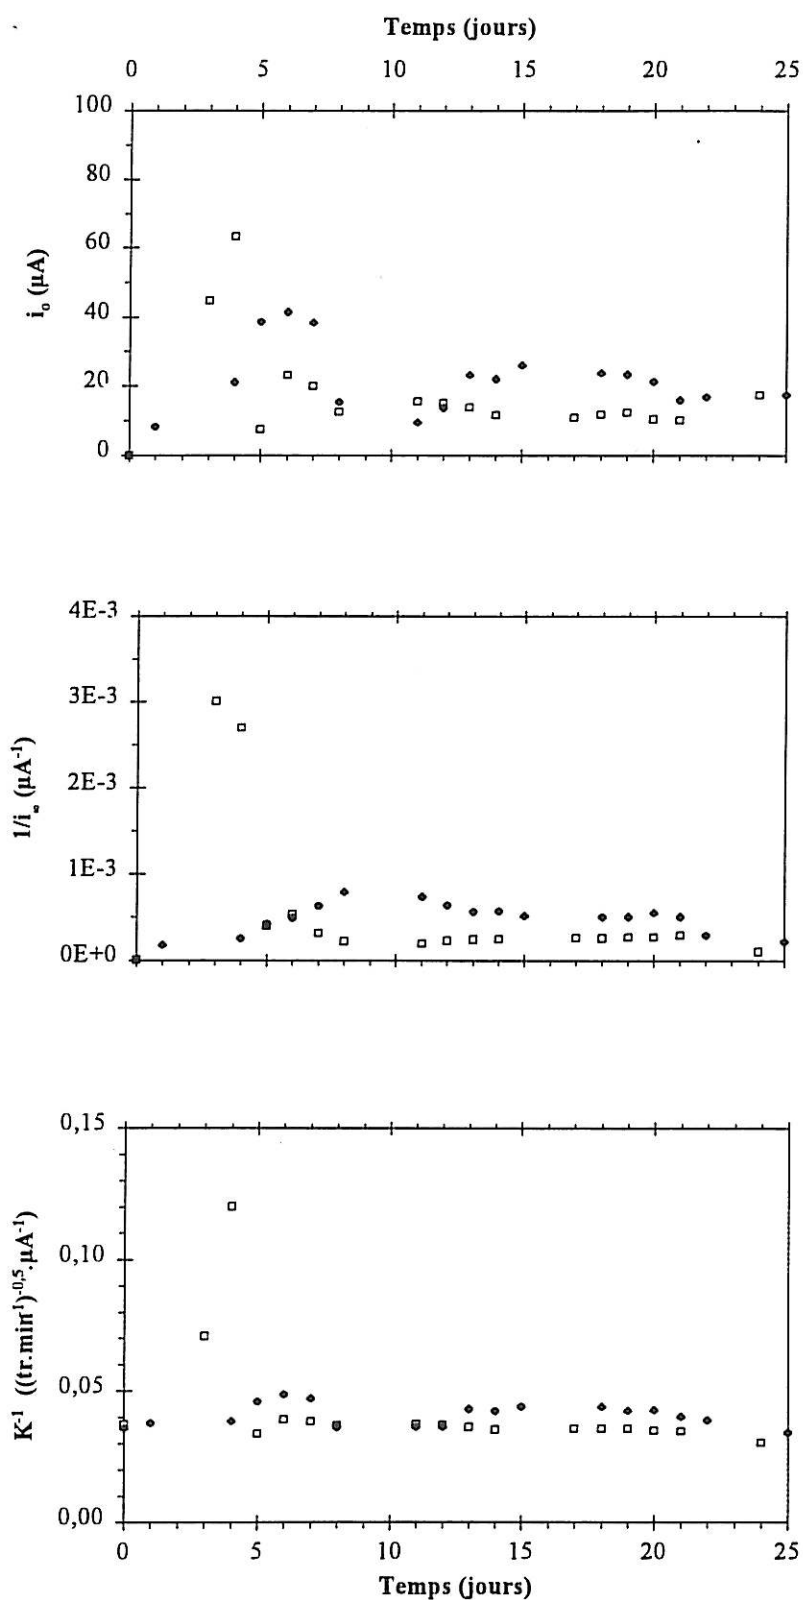 Temps (jours)
0 5 10 15 20 25
100
80
60
40
20
0
i₀ (µA)
4E-3
3E-3
2E-3
1E-3
0E+0
1/i∞ (µA⁻¹)
0,15
0,10
0,05
0,00
K⁻¹ ((tr.min⁻¹)⁻⁰,⁵.µA⁻¹)
0 5 10 15 20 25
Temps (jours)